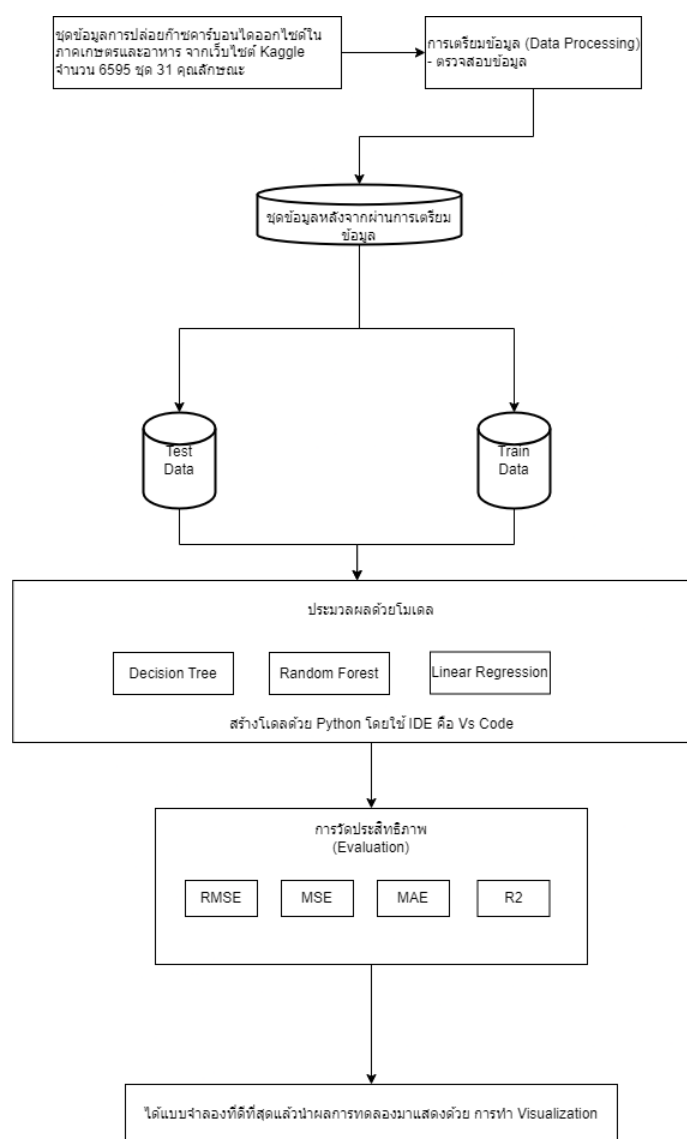 ชุดข้อมูลการปล่อยก๊าซคาร์บอนไดออกไซด์ใน
ภาคเกษตรและอาหาร จากเว็บไซต์ Kaggle
จำนวน 6595 ชุด 31 คุณลักษณะ
การเตรียมข้อมูล (Data Processing)
- ตรวจสอบข้อมูล
ชุดข้อมูลหลังจากผ่านการเตรียม
ข้อมูล
Test
Data
Train
Data
ประมวลผลด้วยโมเดล
Decision Tree
Random Forest
Linear Regression
สร้างโเดลด้วย Python โดยใช้ IDE คือ Vs Code
การวัดประสิทธิภาพ
(Evaluation)
RMSE
MSE
MAE
R2
ได้แบบจำลองที่ดีที่สุดแล้วนำผลการทดลองมาแสดงด้วย การทำ Visualization